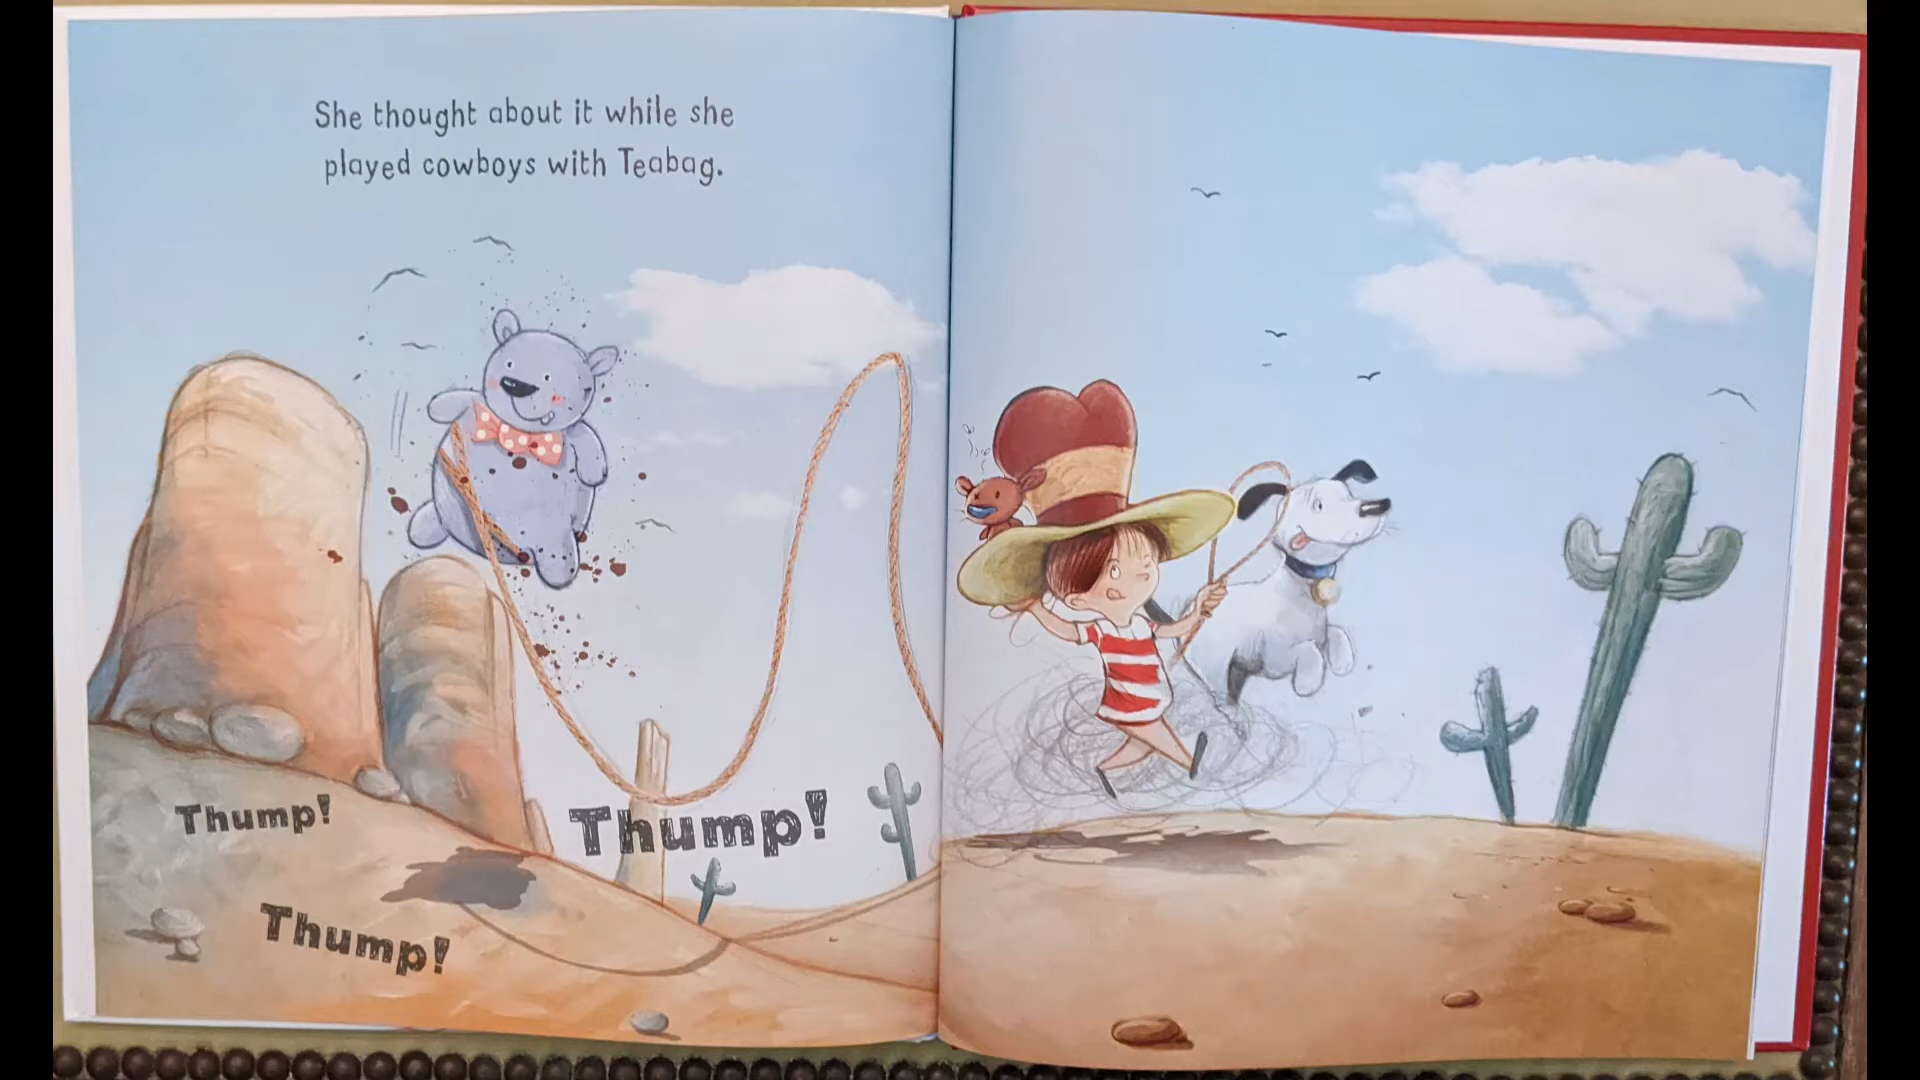 She thought about it while she
played cowboys with Teabag.
Thump!
Thump!
Thump!